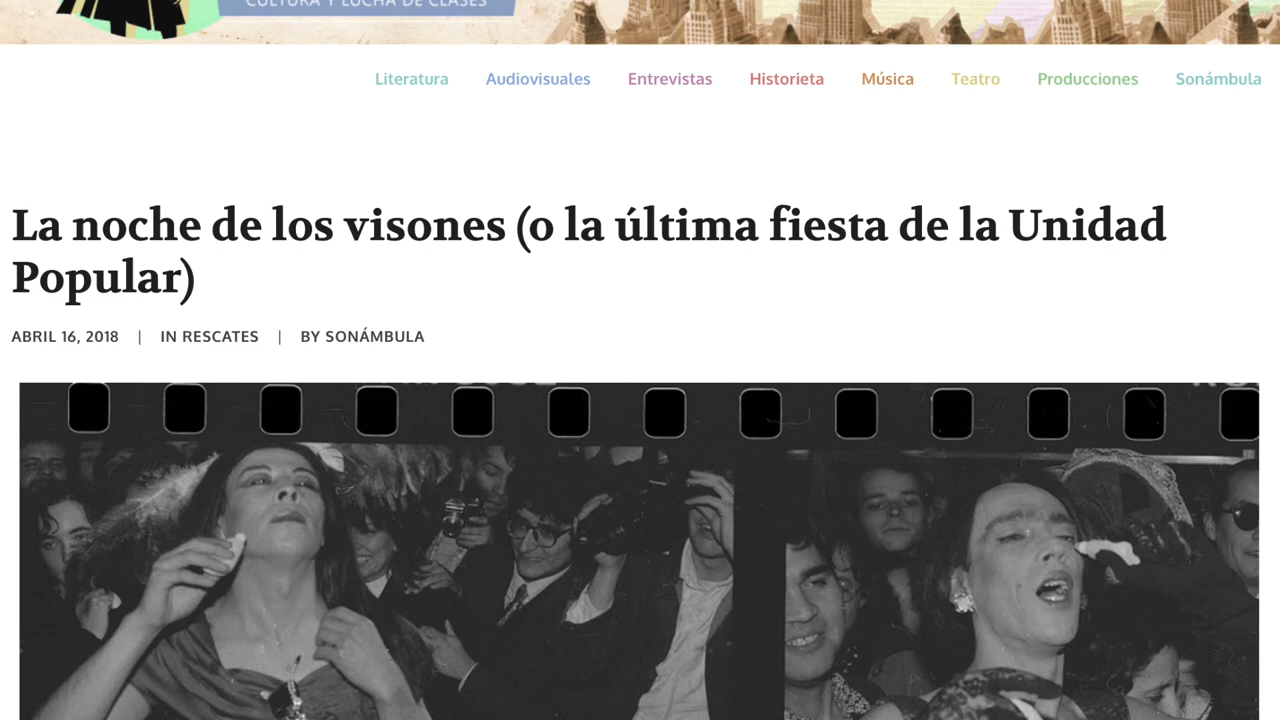 CULTURA Y LUCHA DE CLASES
Literatura Audiovisuales Entrevistas Historieta Música Teatro Producciones Sonámbula
La noche de los visones (o la última fiesta de la Unidad
Popular)
ABRIL 16, 2018 | IN RESCATES | BY SONÁMBULA